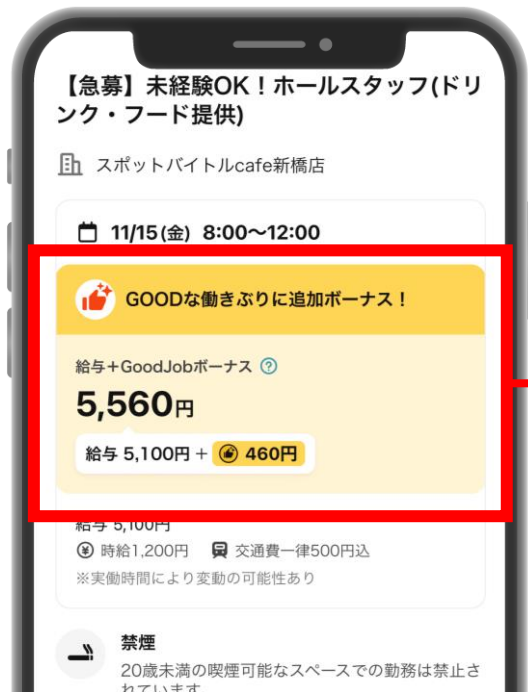 【急募】未経験OK！ホールスタッフ(ドリ
ンク・フード提供)
スポットバイトルcafe新橋店
11/15(金) 8:00〜12:00
GOODな働きぶりに追加ボーナス！
給与+GoodJobボーナス ?
5,560円
給与 5,100円 + 460円
給与 5,100円
時給1,200円 交通費一律500円込
※実働時間により変動の可能性あり
禁煙
20歳未満の喫煙可能なスペースでの勤務は禁止さ
れています